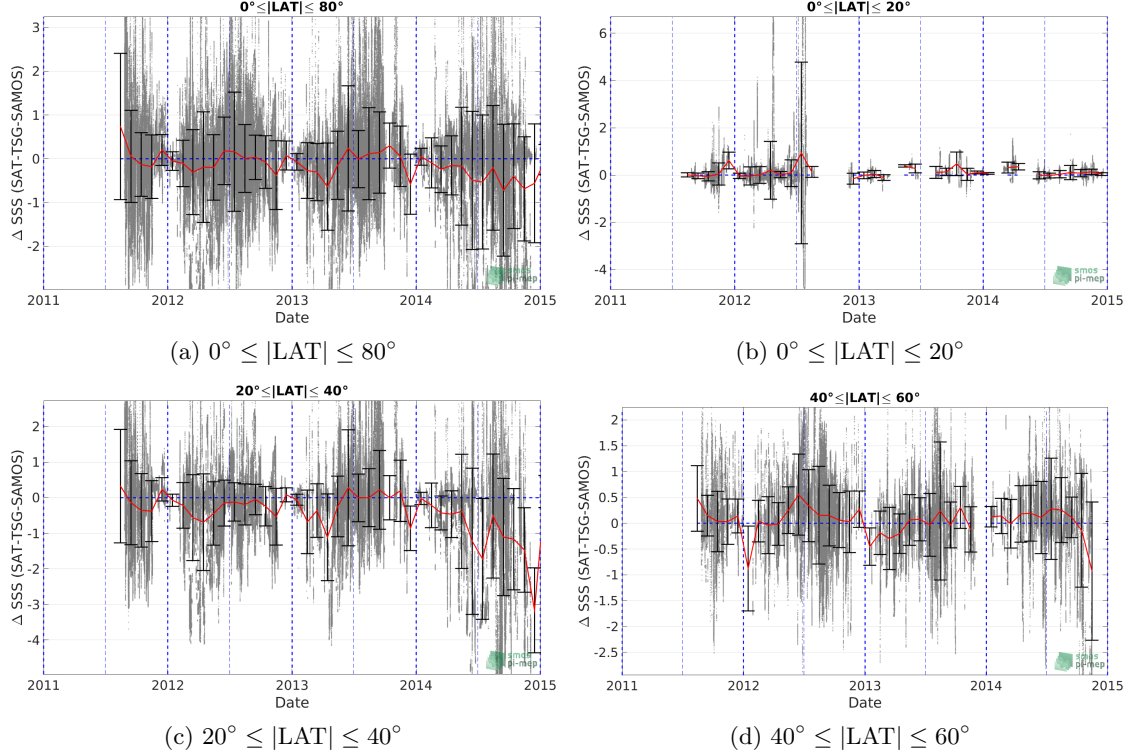 0°≤|LAT|≤ 80°
Δ SSS (SAT-TSG-SAMOS)
3
2
1
0
-1
-2
2011
2012
2013
2014
2015
Date
smos
pi-mep
(a) 0° ≤ |LAT| ≤ 80°
0°≤|LAT|≤ 20°
Δ SSS (SAT-TSG-SAMOS)
6
4
2
0
-2
-4
2011
2012
2013
2014
2015
Date
smos
pi-mep
(b) 0° ≤ |LAT| ≤ 20°
20°≤|LAT|≤ 40°
Δ SSS (SAT-TSG-SAMOS)
2
1
0
-1
-2
-3
-4
2011
2012
2013
2014
2015
Date
smos
pi-mep
(c) 20° ≤ |LAT| ≤ 40°
40°≤|LAT|≤ 60°
Δ SSS (SAT-TSG-SAMOS)
2
1.5
1
0.5
0
-0.5
-1
-1.5
-2
-2.5
2011
2012
2013
2014
2015
Date
smos
pi-mep
(d) 40° ≤ |LAT| ≤ 60°